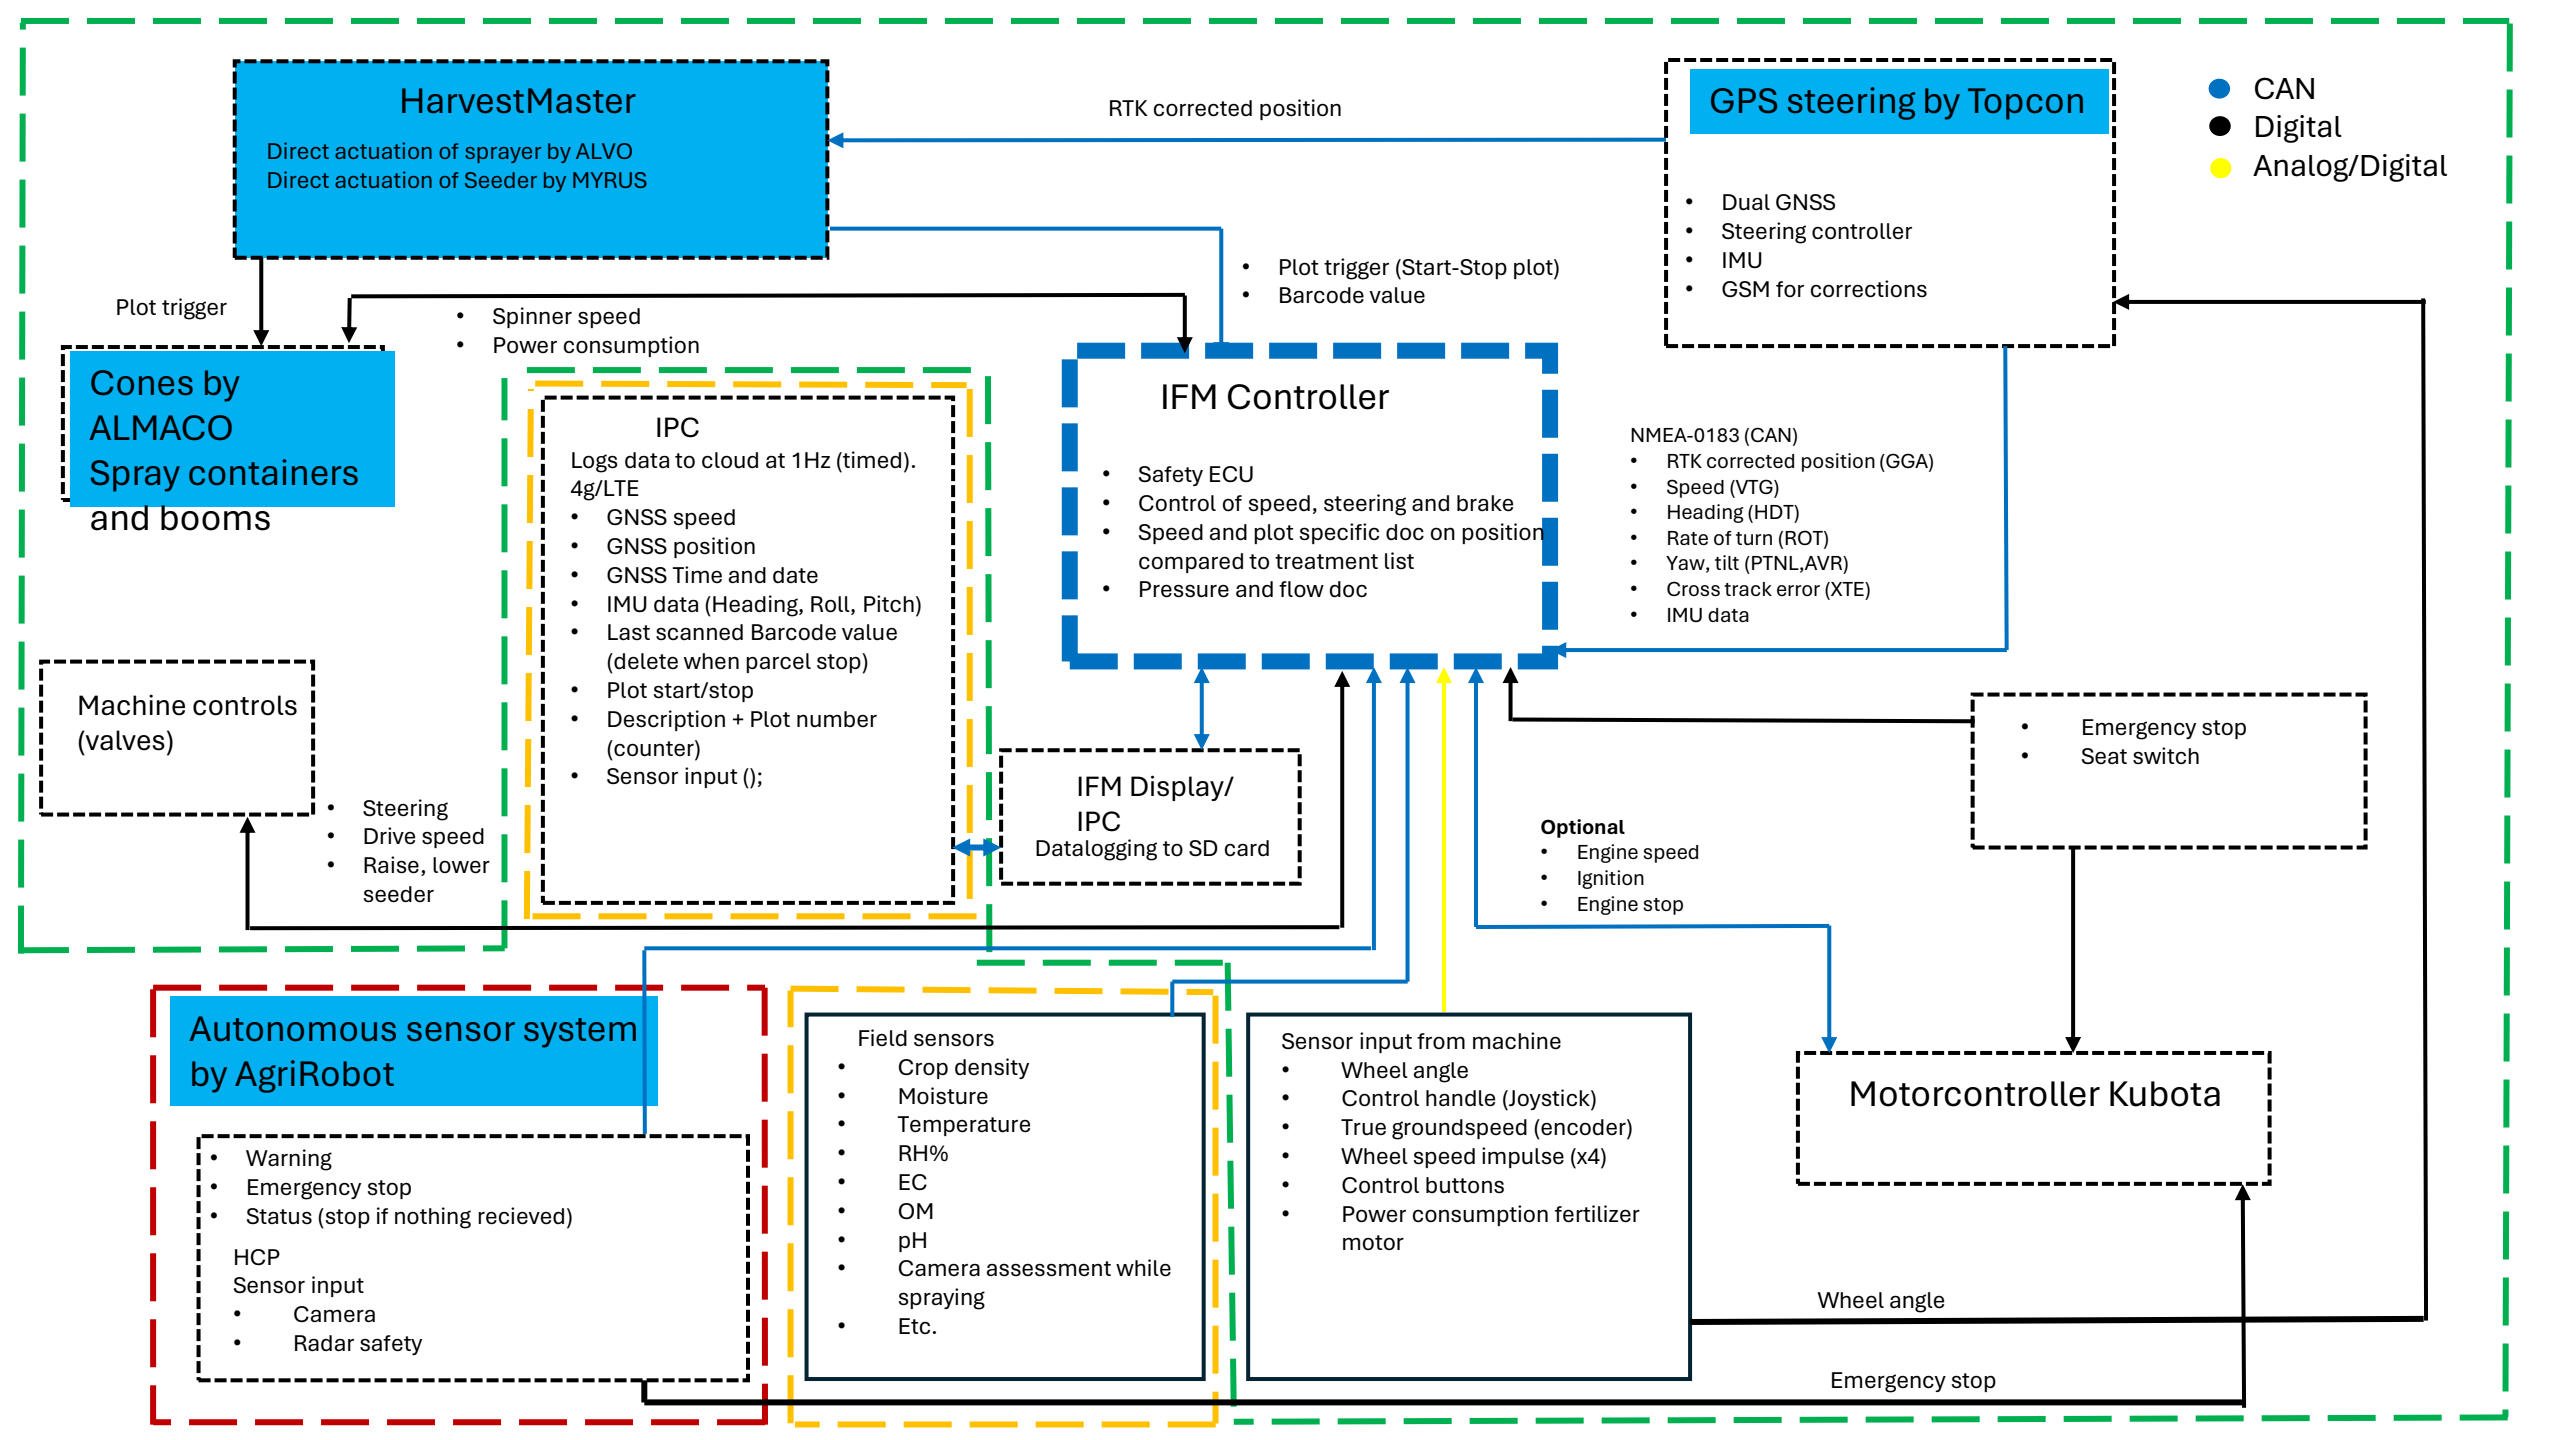 HarvestMaster
Direct actuation of sprayer by ALVO
Direct actuation of Seeder by MYRUS
RTK corrected position
GPS steering by Topcon
• Dual GNSS
• Steering controller
• IMU
• GSM for corrections
CAN
Digital
Analog/Digital
Plot trigger
• Spinner speed
• Power consumption
• Plot trigger (Start-Stop plot)
• Barcode value
Cones by
ALMACO
Spray containers
and booms
IPC
Logs data to cloud at 1Hz (timed).
4g/LTE
• GNSS speed
• GNSS position
• GNSS Time and date
• IMU data (Heading, Roll, Pitch)
• Last scanned Barcode value
(delete when parcel stop)
• Plot start/stop
• Description + Plot number
(counter)
• Sensor input ();
IFM Controller
• Safety ECU
• Control of speed, steering and brake
• Speed and plot specific doc on position
compared to treatment list
• Pressure and flow doc
NMEA-0183 (CAN)
• RTK corrected position (GGA)
• Speed (VTG)
• Heading (HDT)
• Rate of turn (ROT)
• Yaw, tilt (PTNL,AVR)
• Cross track error (XTE)
• IMU data
Machine controls
(valves)
• Steering
• Drive speed
• Raise, lower
seeder
IFM Display/
IPC
Datalogging to SD card
• Emergency stop
• Seat switch
Optional
• Engine speed
• Ignition
• Engine stop
Autonomous sensor system
by AgriRobot
• Warning
• Emergency stop
• Status (stop if nothing recieved)
HCP
Sensor input
• Camera
• Radar safety
Field sensors
• Crop density
• Moisture
• Temperature
• RH%
• EC
• OM
• pH
• Camera assessment while
spraying
• Etc.
Sensor input from machine
• Wheel angle
• Control handle (Joystick)
• True groundspeed (encoder)
• Wheel speed impulse (x4)
• Control buttons
• Power consumption fertilizer
motor
Motorcontroller Kubota
Wheel angle
Emergency stop